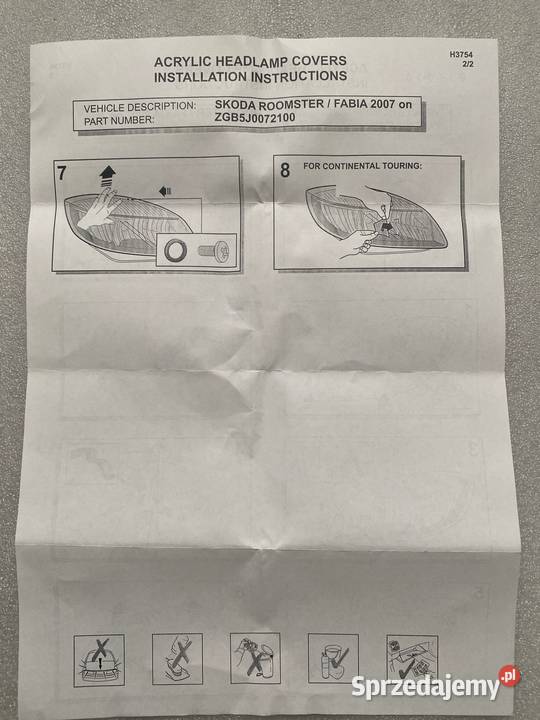 H3754
2/2
ACRYLIC HEADLAMP COVERS
INSTALLATION INSTRUCTIONS
VEHICLE DESCRIPTION: SKODA ROOMSTER / FABIA 2007 on
PART NUMBER: ZGB5J0072100
7
8 FOR CONTINENTAL TOURING:
Sprzedajemy.pl